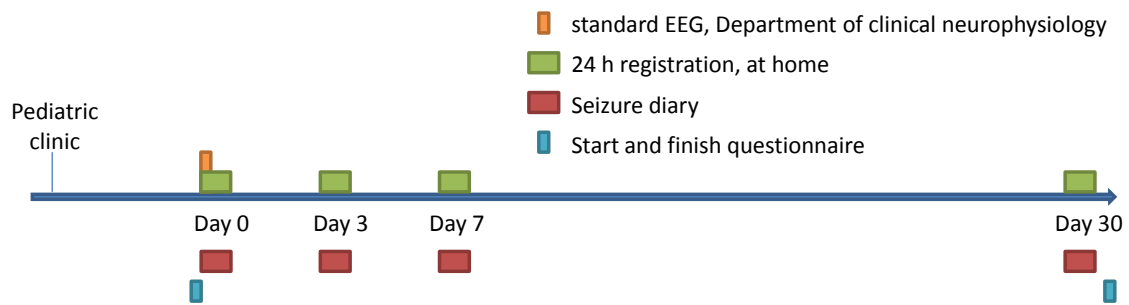 standard EEG, Department of clinical neurophysiology
24 h registration, at home
Seizure diary
Start and finish questionnaire
Pediatric
clinic
Day 0
Day 3
Day 7
Day 30